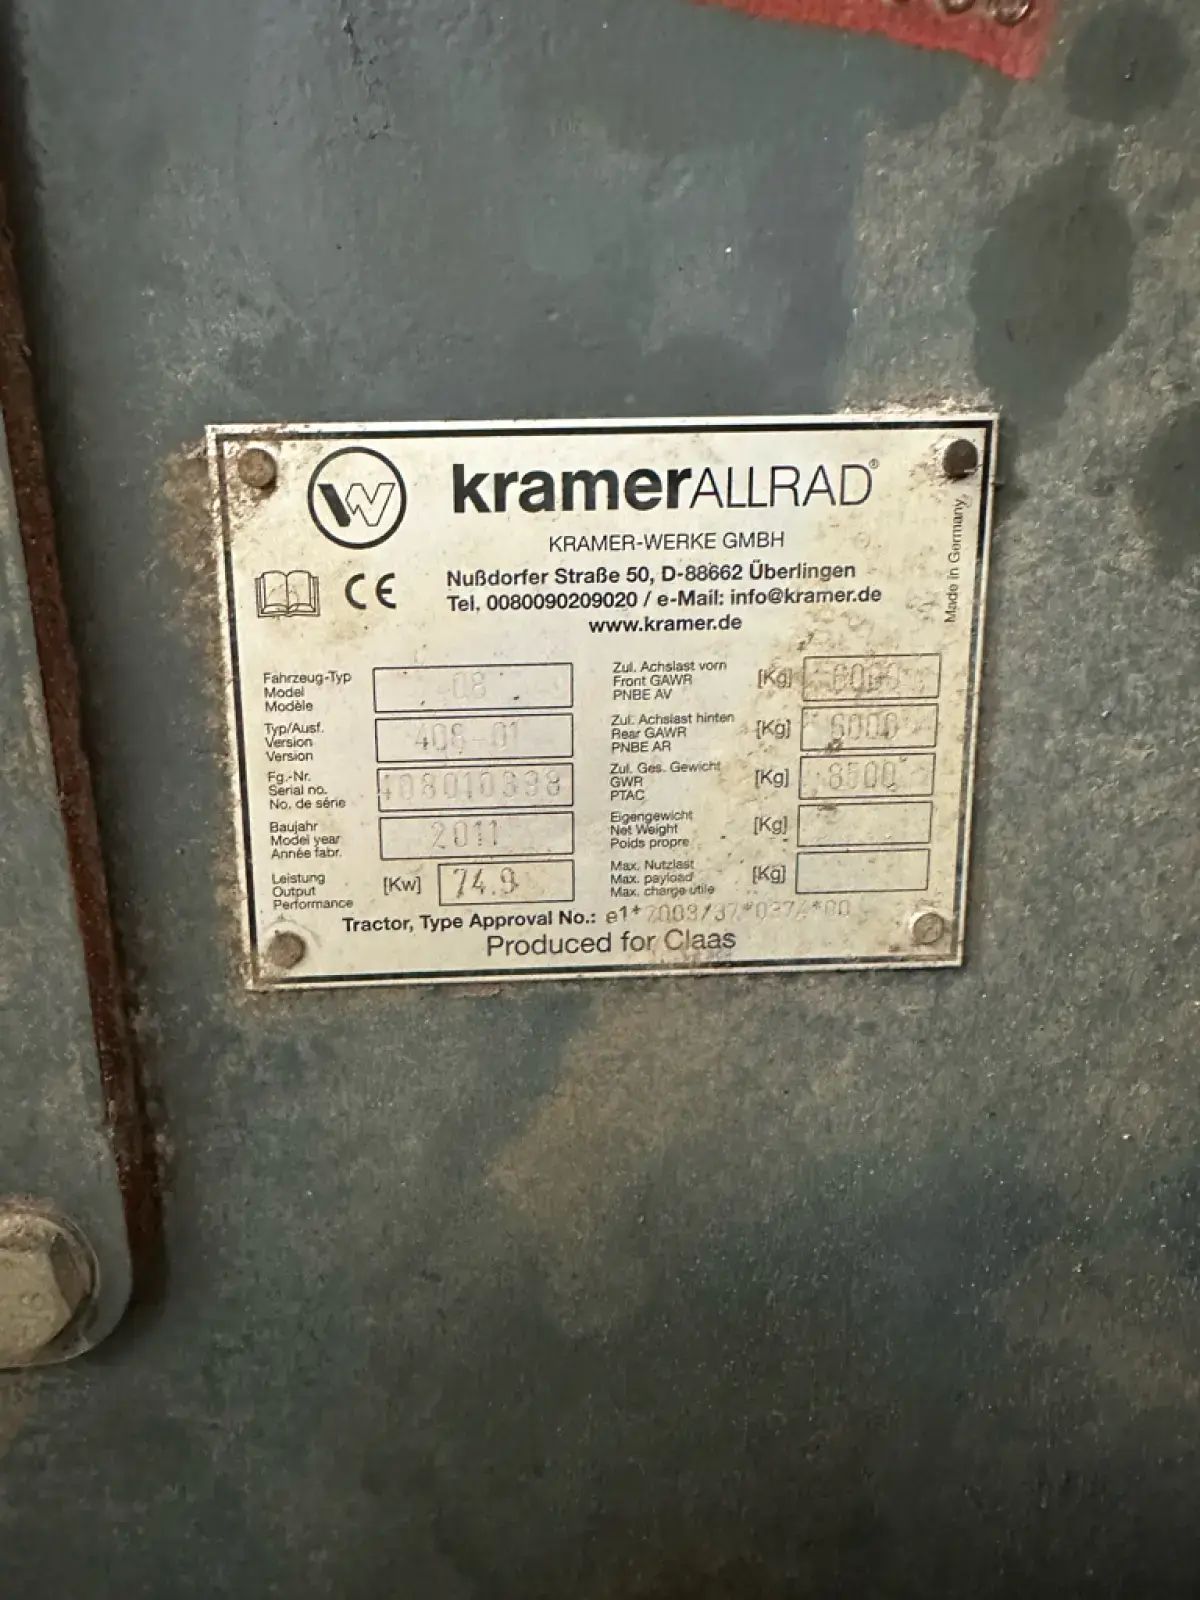 W
kramerALLRAD®
KRAMER-WERKE GMBH
Nußdorfer Straße 50, D-88662 Überlingen
Tel. 0080090209020 / e-Mail: info@kramer.de
www.kramer.de
CE
Made in Germany
Fahrzeug-Typ
Model
Modèle
08
Typ/Ausf.
Version
Version
408-01
Fg.-Nr.
Serial no.
No. de série
Baujahr
Model year
Année fabr.
2011
Leistung
Output
Performance
[Kw] 74.9
Zul. Achslast vorn
Front GAWR
PNBE AV
[Kg] 6000
Zul. Achslast hinten
Rear GAWR
PNBE AR
[Kg] 6000
Zul. Ges. Gewicht
GWR
PTAC
[Kg] 8500
Eigengewicht
Net Weight
Poids propre
[Kg]
Max. Nutzlast
Max. payload
Max. charge utile
[Kg]
Tractor, Type Approval No.:
Produced for Claas